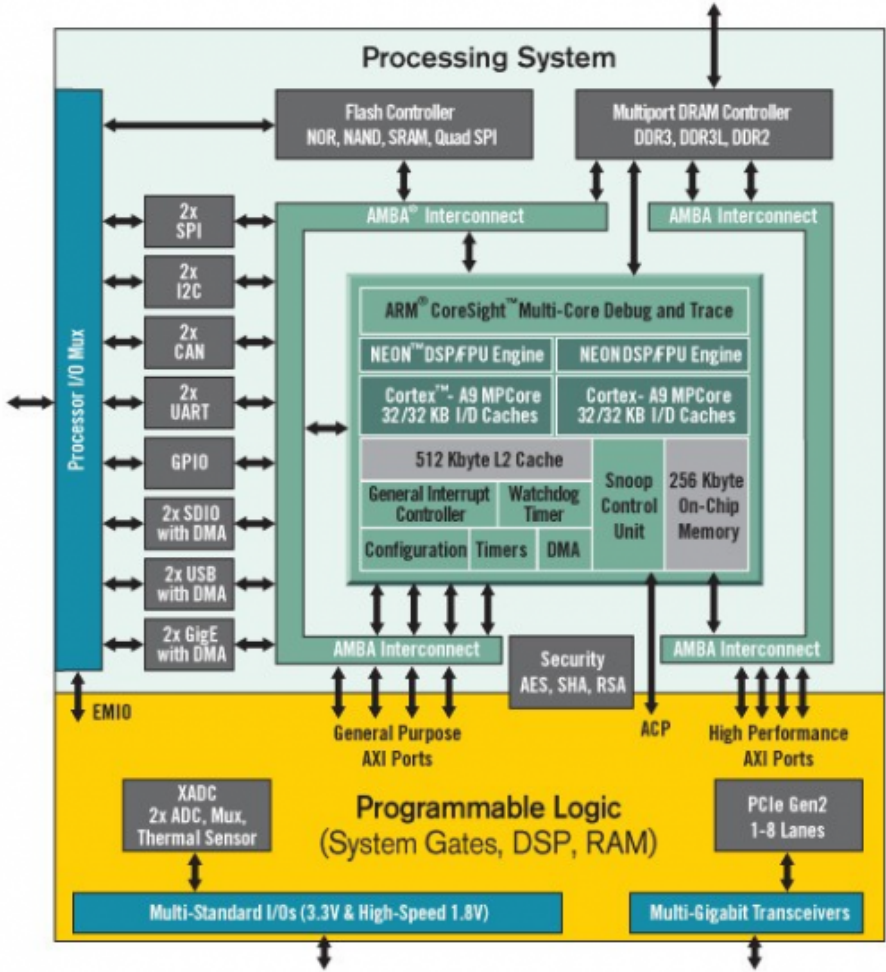 Processing System
Flash Controller
NOR, NAND, SRAM, Quad SPI
Multiport DRAM Controller
DDR3, DDR3L, DDR2
AMBA® Interconnect
AMBA Interconnect
Processor I/O Mux
2x
SPI
2x
I2C
2x
CAN
2x
UART
GPIO
2x SDIO
with DMA
2x USB
with DMA
2x GigE
with DMA
ARM® CoreSight™ Multi-Core Debug and Trace
NEON™ DSP/FPU Engine
NEON DSP/FPU Engine
Cortex™- A9 MPCore
32/32 KB I/D Caches
Cortex- A9 MPCore
32/32 KB I/D Caches
512 Kbyte L2 Cache
General Interrupt
Controller
Watchdog
Timer
Configuration
Timers
DMA
Snoop
Control
Unit
256 Kbyte
On-Chip
Memory
AMBA Interconnect
Security
AES, SHA, RSA
AMBA Interconnect
EMIO
General Purpose
AXI Ports
ACP
High Performance
AXI Ports
XADC
2x ADC, Mux,
Thermal Sensor
Programmable Logic
(System Gates, DSP, RAM)
PCIe Gen2
1-8 Lanes
Multi-Standard I/Os (3.3V & High-Speed 1.8V)
Multi-Gigabit Transceivers